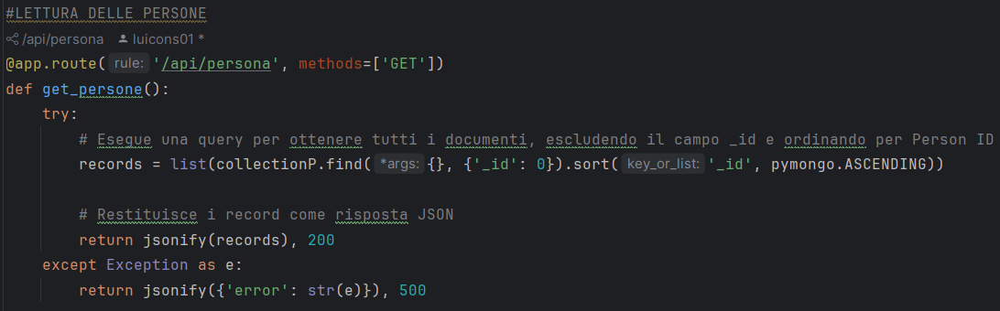 #LETTURA DELLE PERSONE
/api/persona luicons01 *
@app.route( rule: '/api/persona', methods=['GET'])
def get_persone():
try:
# Esegue una query per ottenere tutti i documenti, escludendo il campo _id e ordinando per Person ID
records = list(collectionP.find( *args: {}, {'_id': 0}).sort( key_or_list: '_id', pymongo.ASCENDING))
# Restituisce i record come risposta JSON
return jsonify(records), 200
except Exception as e:
return jsonify({'error': str(e)}), 500